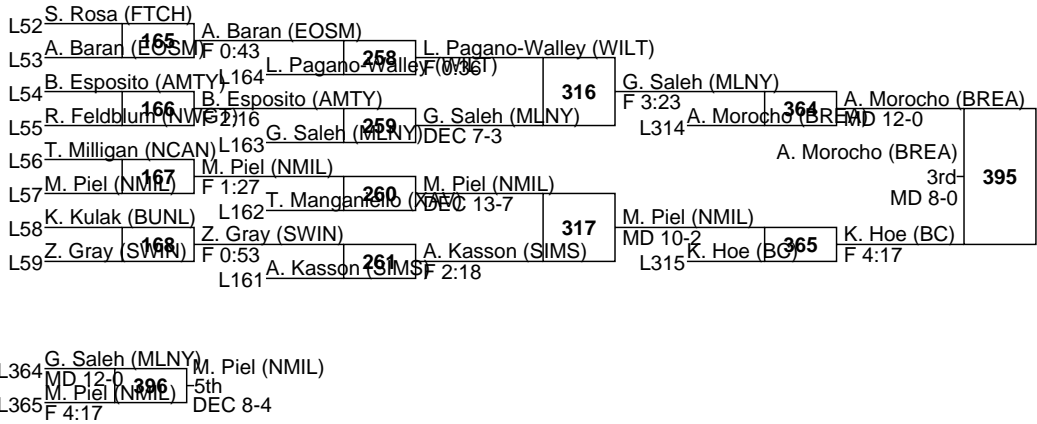 L52 S. Rosa (FTCH)
165 A. Baran (EOSM)
L53 A. Baran (EOSM) F 0:43
258 L. Pagano-Walley (WILT)
L164 L. Pagano-Walley (WILT) F 0:36
L54 B. Esposito (AMTY)
316 G. Saleh (MLNY)
F 3:23
166 B. Esposito (AMTY)
L55 R. Feldblum (NWGT) F 2:16
259 G. Saleh (MLNY)
L163 G. Saleh (MLNY) DEC 7-3
364 A. Morocho (BREA)
L314 A. Morocho (BREA) MD 12-0
L56 T. Milligan (NCAN)
167 M. Piel (NMIL)
L57 M. Piel (NMIL) F 1:27
260 M. Piel (NMIL)
L162 T. Manganiello (XAV) DEC 13-7
A. Morocho (BREA)
3rd 395
MD 8-0
L58 K. Kulak (BUNL)
317 M. Piel (NMIL)
MD 10-2
168 Z. Gray (SWIN)
L59 Z. Gray (SWIN) F 0:53
261 A. Kasson (SIMS)
L161 A. Kasson (SIMS) F 2:18
365 K. Hoe (BC)
L315 K. Hoe (BC) F 4:17
L364 G. Saleh (MLNY)
MD 12-0 396 M. Piel (NMIL)
5th
L365 M. Piel (NMIL) DEC 8-4
F 4:17